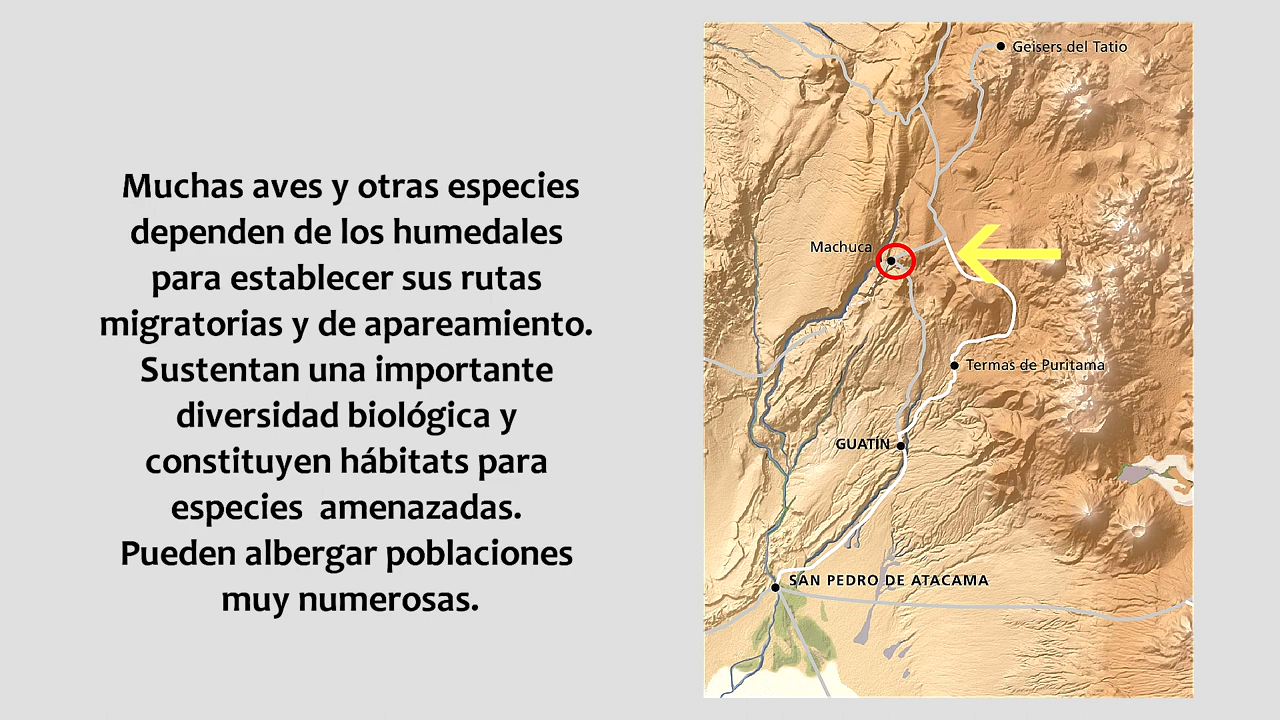 Muchas aves y otras especies
dependen de los humedales
para establecer sus rutas
migratorias y de apareamiento.
Sustentan una importante
diversidad biológica y
constituyen hábitats para
especies  amenazadas.
Pueden albergar poblaciones
muy numerosas.
Geisers del Tatio
Machuca
Termas de Puritama
GUATÍN
SAN PEDRO DE ATACAMA